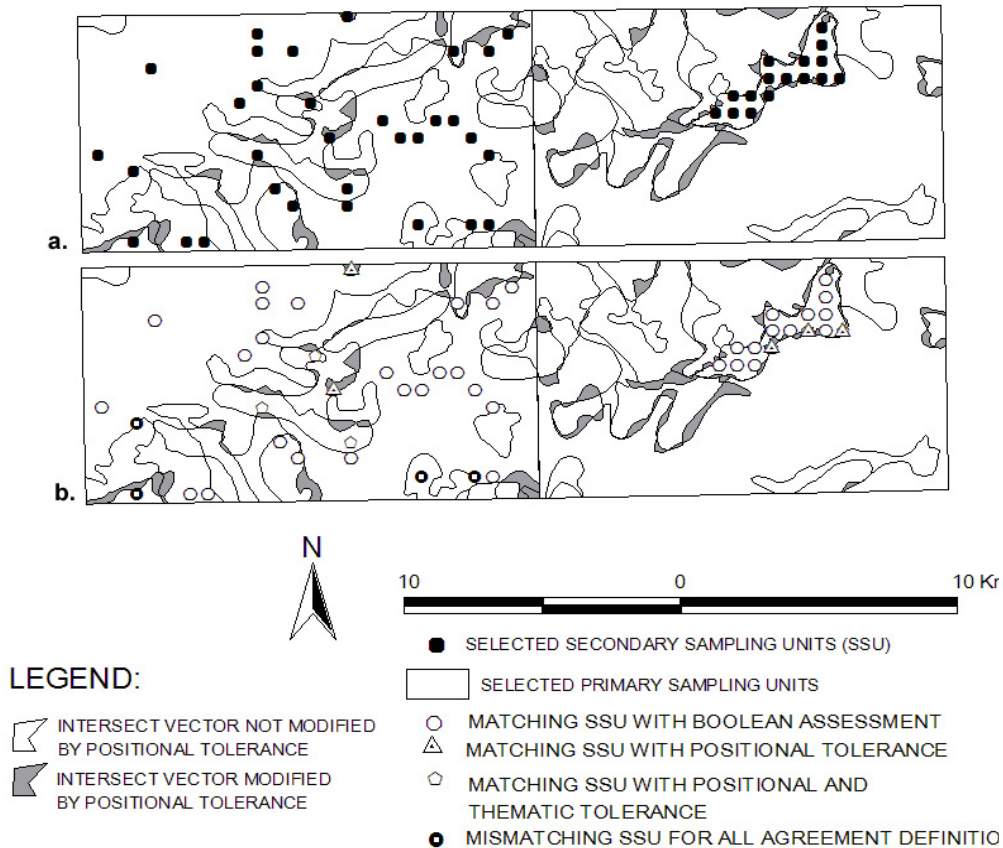 a.
b.
N
10 0 10 Kr
SELECTED SECONDARY SAMPLING UNITS (SSU)
LEGEND:
SELECTED PRIMARY SAMPLING UNITS
INTERSECT VECTOR NOT MODIFIED
BY POSITIONAL TOLERANCE
MATCHING SSU WITH BOOLEAN ASSESSMENT
MATCHING SSU WITH POSITIONAL TOLERANCE
INTERSECT VECTOR MODIFIED
BY POSITIONAL TOLERANCE
MATCHING SSU WITH POSITIONAL AND
THEMATIC TOLERANCE
MISMATCHING SSU FOR ALL AGREEMENT DEFINITIO